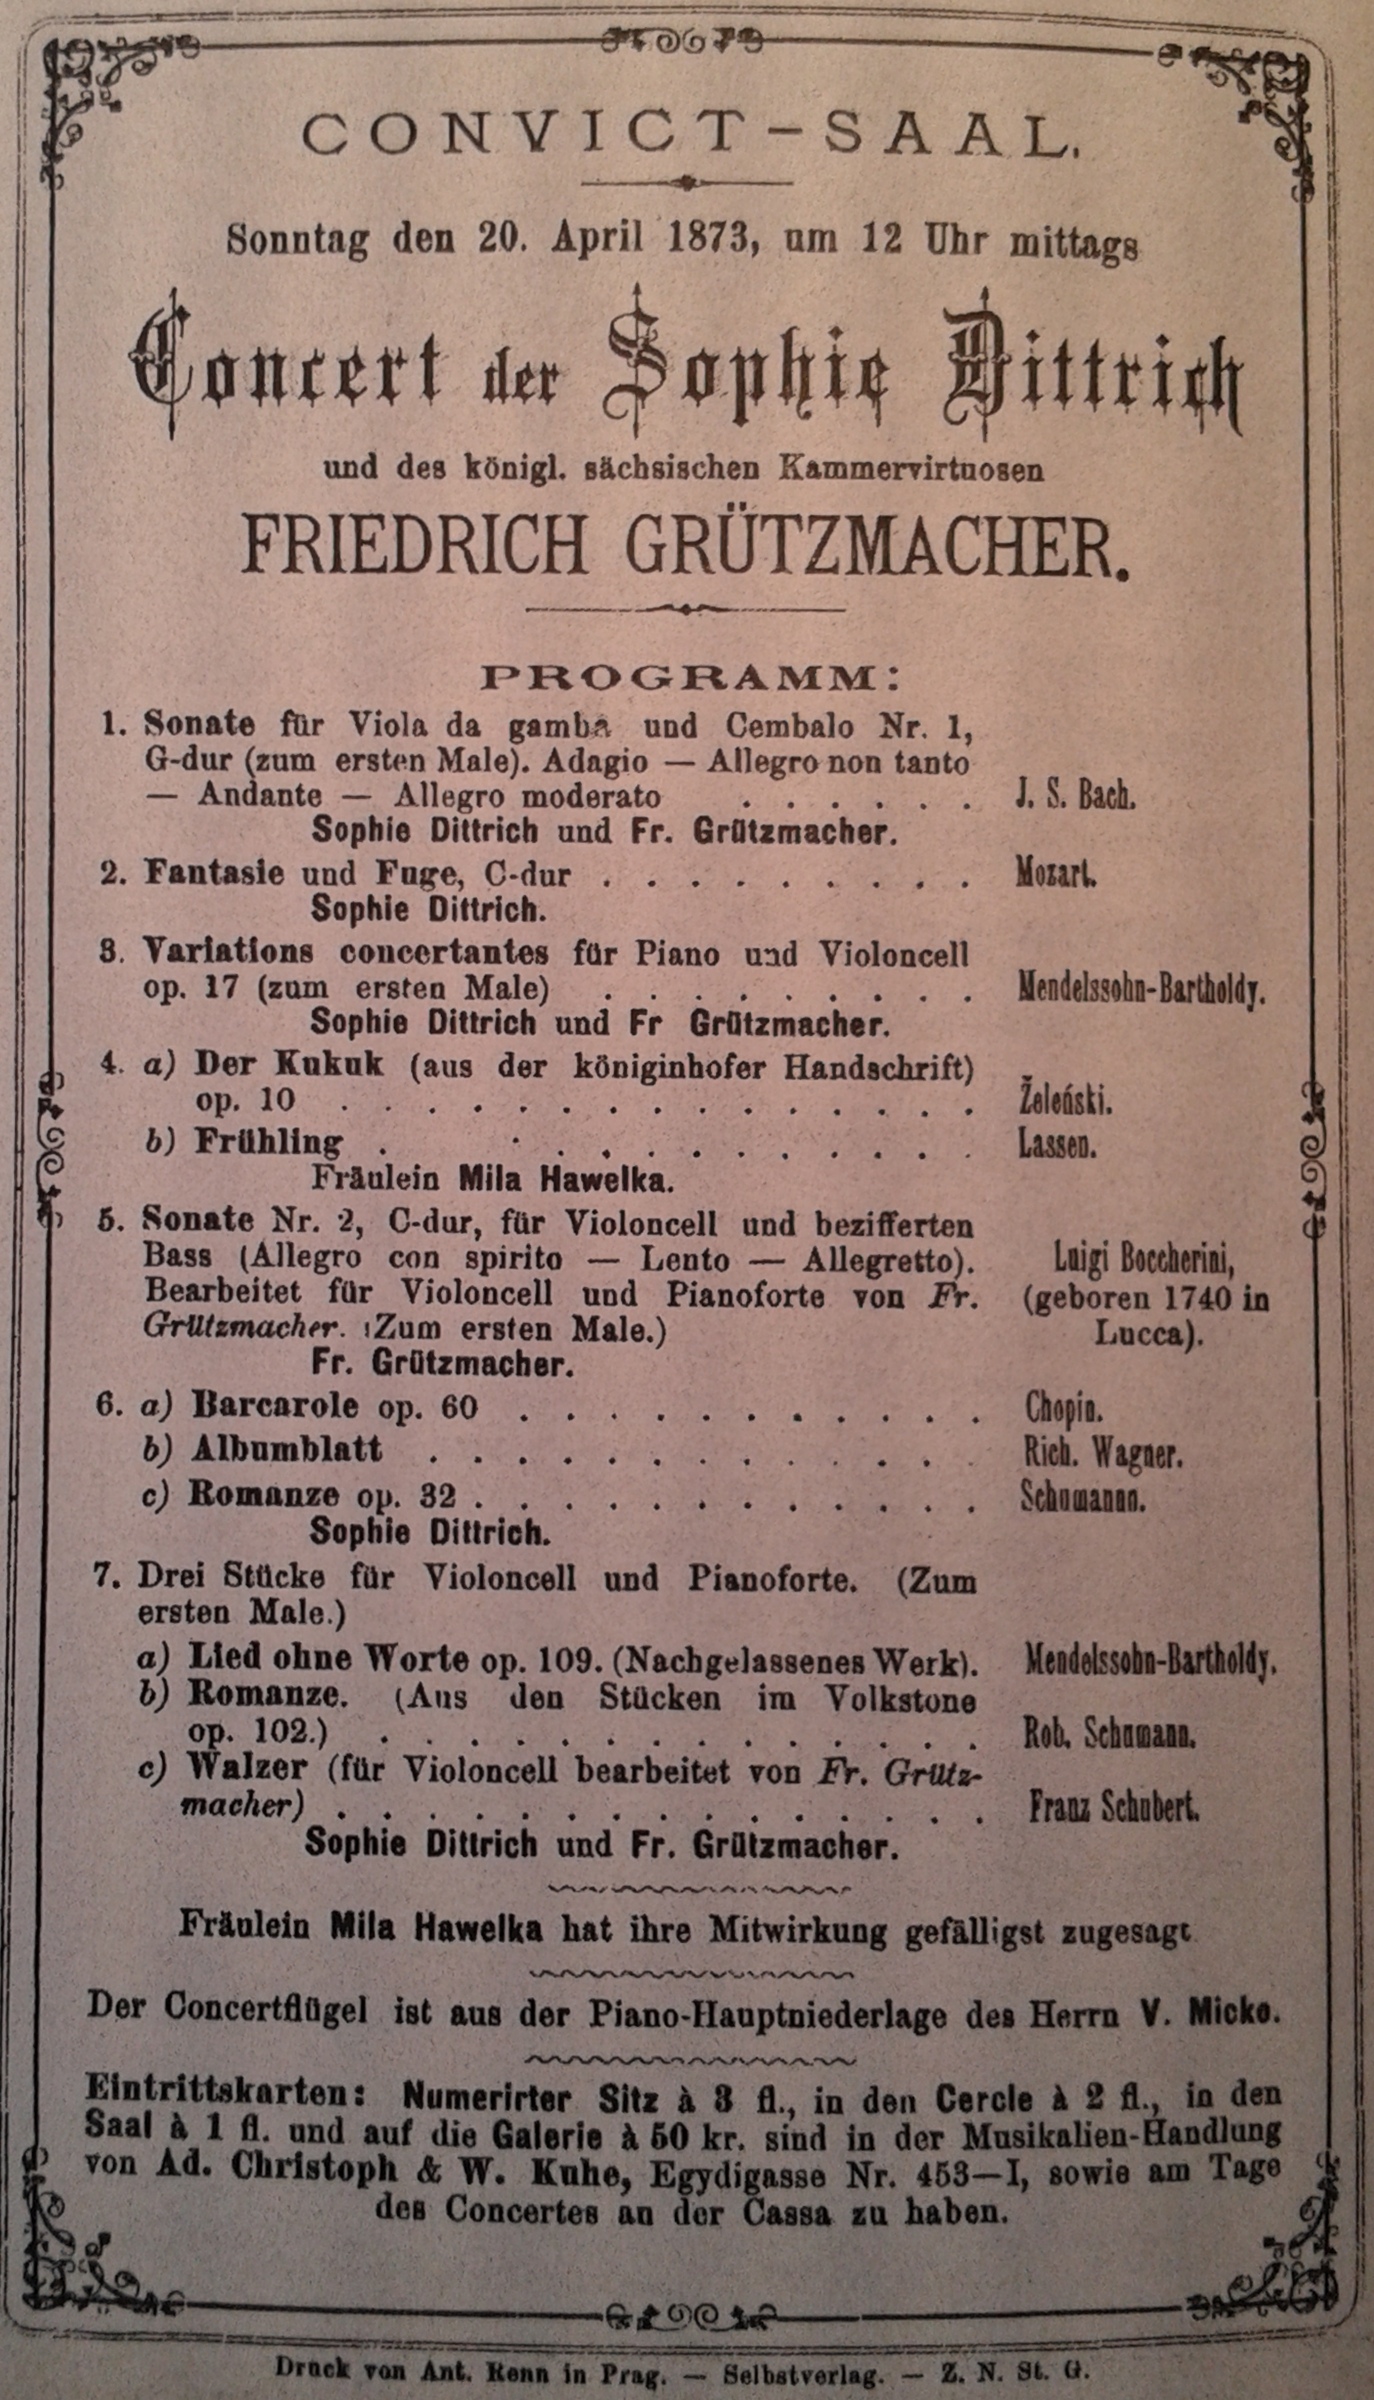 CONVICT-SAAL.
Sonntag den 20. April 1873, um 12 Uhr mittags
Concert der Sophie Dittrich
und des königl. sächsischen Kammervirtuosen
FRIEDRICH GRÜTZMACHER.
PROGRAMM:
1. Sonate für Viola da gamba und Cembalo Nr. 1,
G-dur (zum ersten Male). Adagio — Allegro non tanto
— Andante — Allegro moderato . . . . . . J. S. Bach.
Sophie Dittrich und Fr. Grützmacher.
2. Fantasie und Fuge, C-dur . . . . . . . . . Mozart.
Sophie Dittrich.
3. Variations concertantes für Piano und Violoncell
op. 17 (zum ersten Male) . . . . . . . . . Mendelssohn-Bartholdy.
Sophie Dittrich und Fr Grützmacher.
4. a) Der Kukuk (aus der königinhofer Handschrift)
op. 10 . . . . . . . . . . . . . . . Želeński.
b) Frühling . . . . . . . . . . . . Lassen.
Fräulein Mila Hawelka.
5. Sonate Nr. 2, C-dur, für Violoncell und bezifferten
Bass (Allegro con spirito — Lento — Allegretto). Luigi Boccherini,
Bearbeitet für Violoncell und Pianoforte von Fr. (geboren 1740 in
Grützmacher. (Zum ersten Male.) Lucca).
Fr. Grützmacher.
6. a) Barcarole op. 60 . . . . . . . . . . . Chopin.
b) Albumblatt . . . . . . . . . . . . . Rich. Wagner.
c) Romanze op. 32 . . . . . . . . . . . . Schumann.
Sophie Dittrich.
7. Drei Stücke für Violoncell und Pianoforte. (Zum
ersten Male.)
a) Lied ohne Worte op. 109. (Nachgelassenes Werk). Mendelssohn-Bartholdy.
b) Romanze. (Aus den Stücken im Volkstone
op. 102.) . . . . . . . . . . . . . . Rob. Schumann.
c) Walzer (für Violoncell bearbeitet von Fr. Grütz-
macher) . . . . . . . . . . . . . . . Franz Schubert.
Sophie Dittrich und Fr. Grützmacher.
Fräulein Mila Hawelka hat ihre Mitwirkung gefälligst zugesagt
Der Concertflügel ist aus der Piano-Hauptniederlage des Herrn V. Micko.
Eintrittskarten: Numerirter Sitz à 3 fl., in den Cercle à 2 fl., in den
Saal à 1 fl. und auf die Galerie à 50 kr. sind in der Musikalien-Handlung
von Ad. Christoph & W. Kuhe, Egydigasse Nr. 453—I, sowie am Tage
des Concertes an der Cassa zu haben.
Druck von Ant. Renn in Prag. — Selbstverlag. — Z. N. St. G.